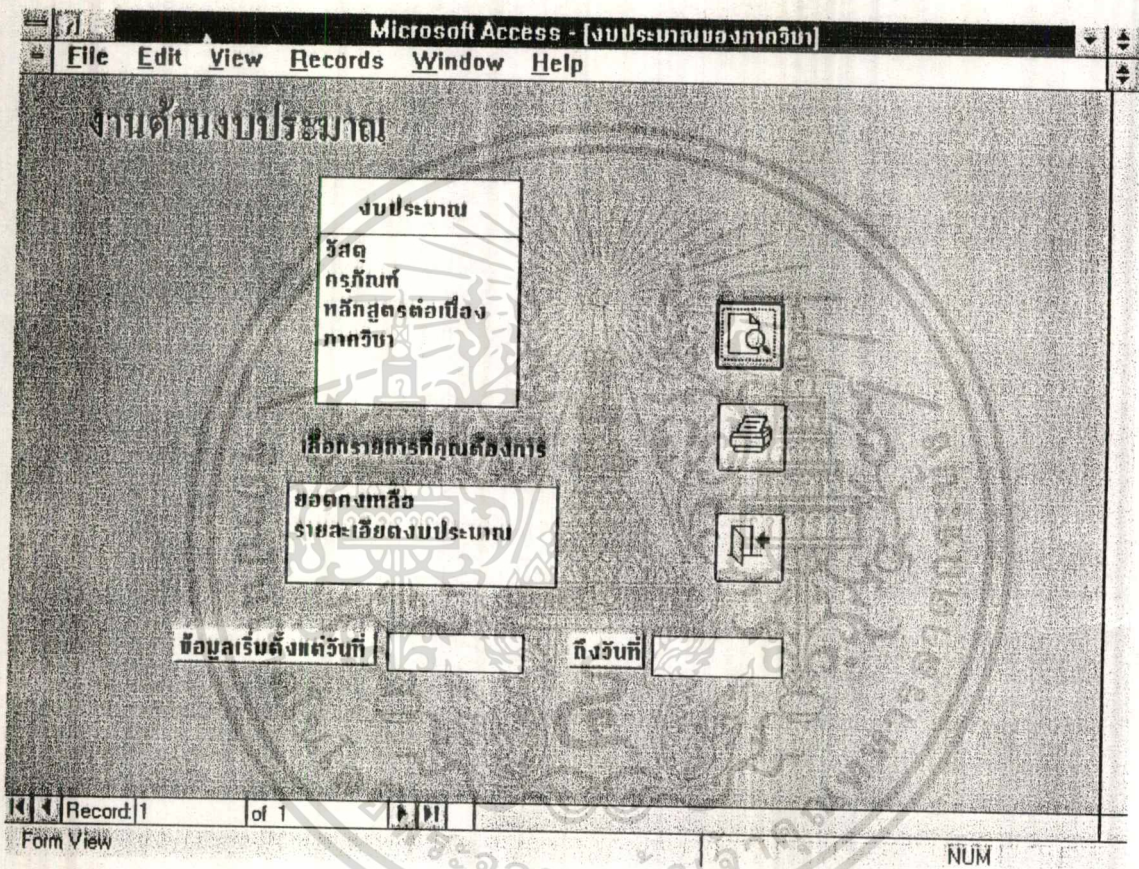 Microsoft Access - [งบประมาณของภาควิชา]
File Edit View Records Window Help
งานด้านงบประมาณ
งบประมาณ
วัสดุ
ครุภัณฑ์
หลักสูตรต่อเนื่อง
ภาควิชา
เลือกรายการที่คุณต้องการ
ยอดคงเหลือ
รายละเอียดงบประมาณ
ข้อมูลเริ่มตั้งแต่วันที่
ถึงวันที่
Record: 1 of 1
Form View
NUM